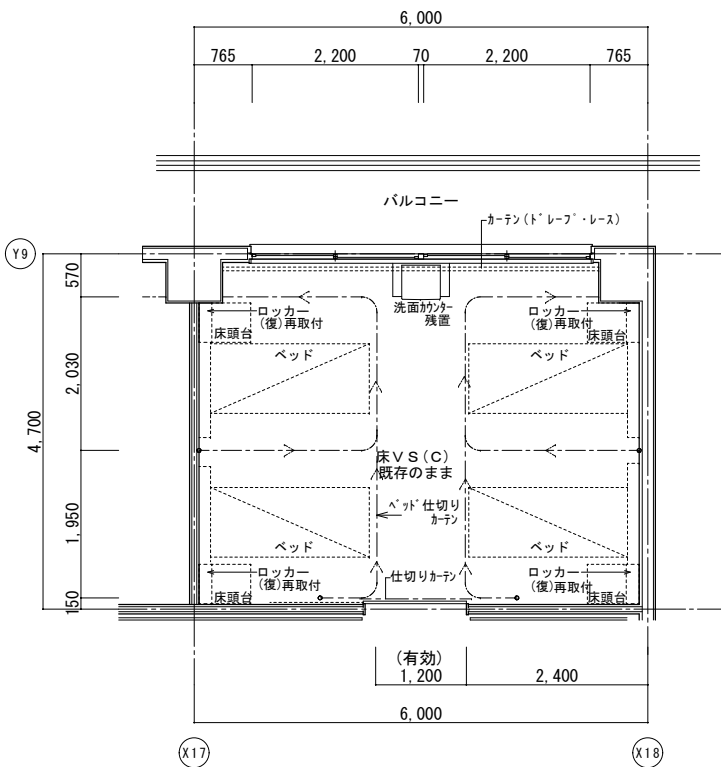 6,000
765
2,200
70
2,200
765
バルコニー
カーテン(ドレープ・レース)
Y9
570
洗面カウンター
残置
ロッカー
(復)再取付
床頭台
ロッカー
(復)再取付
床頭台
ベッド
ベッド
2,030
4,700
床VS(C)
既存のまま
1,950
ベッド仕切り
カーテン
ベッド
ベッド
仕切りカーテン
ロッカー
(復)再取付
床頭台
ロッカー
(復)再取付
床頭台
150
(有効)
1,200
2,400
6,000
X17
X18